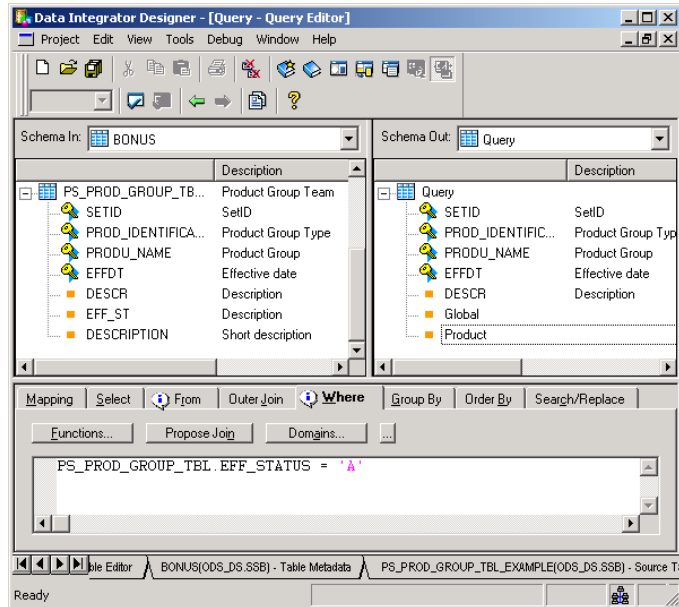 Data Integrator Designer - [Query - Query Editor]
Project Edit View Tools Debug Window Help
Schema In: BONUS
Schema Out: Query
Description
Description
PS_PROD_GROUP_TB... Product Group Team
SETID SetID
PROD_IDENTIFICA... Product Group Type
PRODU_NAME Product Group
EFFDT Effective date
DESCR Description
EFF_ST Description
DESCRIPTION Short description
Query
SETID SetID
PROD_IDENTIFIC... Product Group Typ
PRODU_NAME Product Group
EFFDT Effective date
DESCR Description
Global
Product
Mapping Select From Outer Join Where Group By Order By Search/Replace
Functions... Propose Join Domains... ...
PS_PROD_GROUP_TBL.EFF_STATUS = 'A'
ble Editor BONUS(ODS_DS.SSB) - Table Metadata PS_PROD_GROUP_TBL_EXAMPLE(ODS_DS.SSB) - Source T
Ready